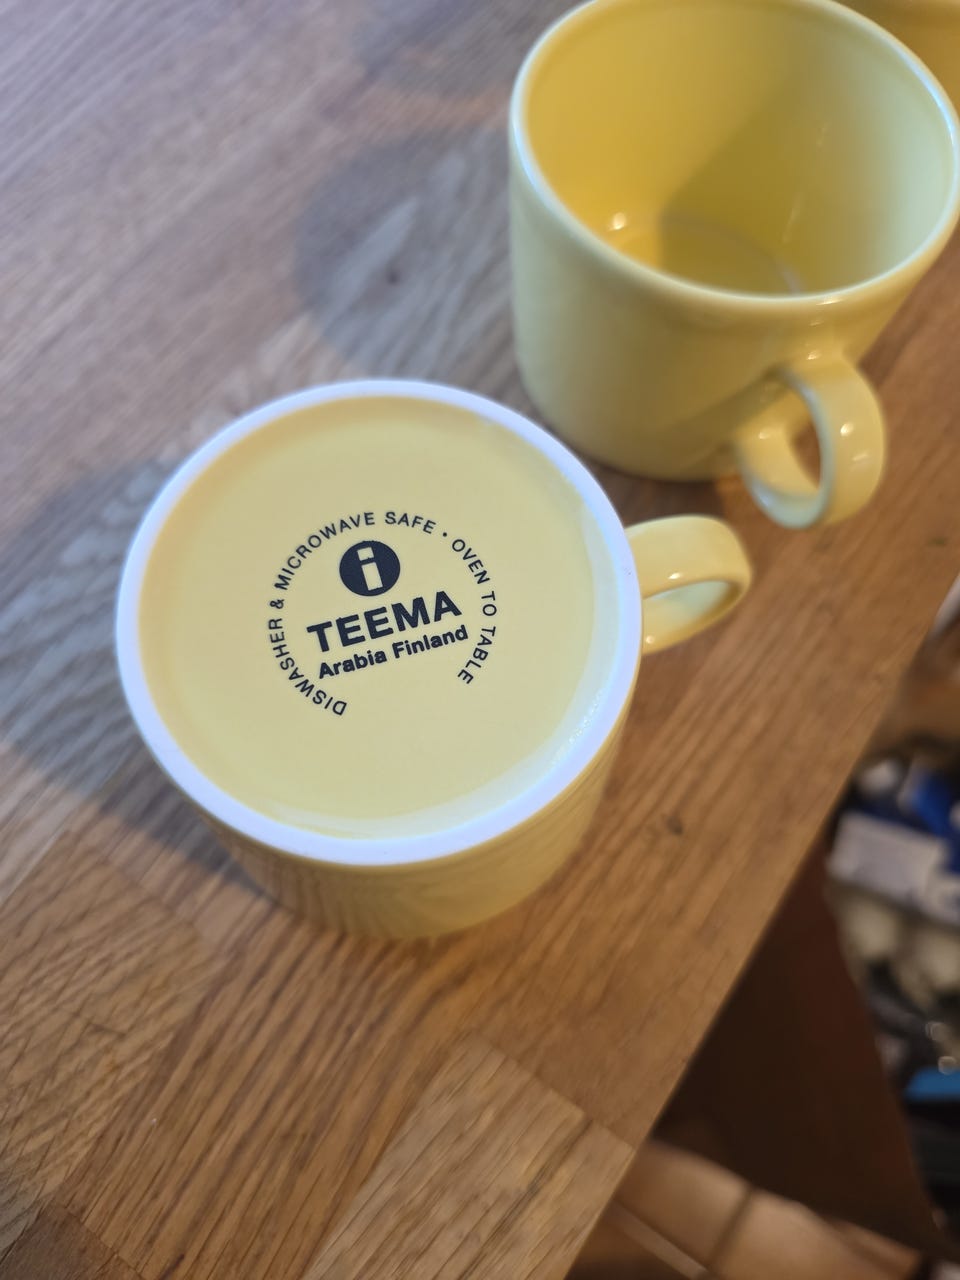 DISWASHER & MICROWAVE SAFE • OVEN TO TABLE
i
TEEMA
Arabia Finland